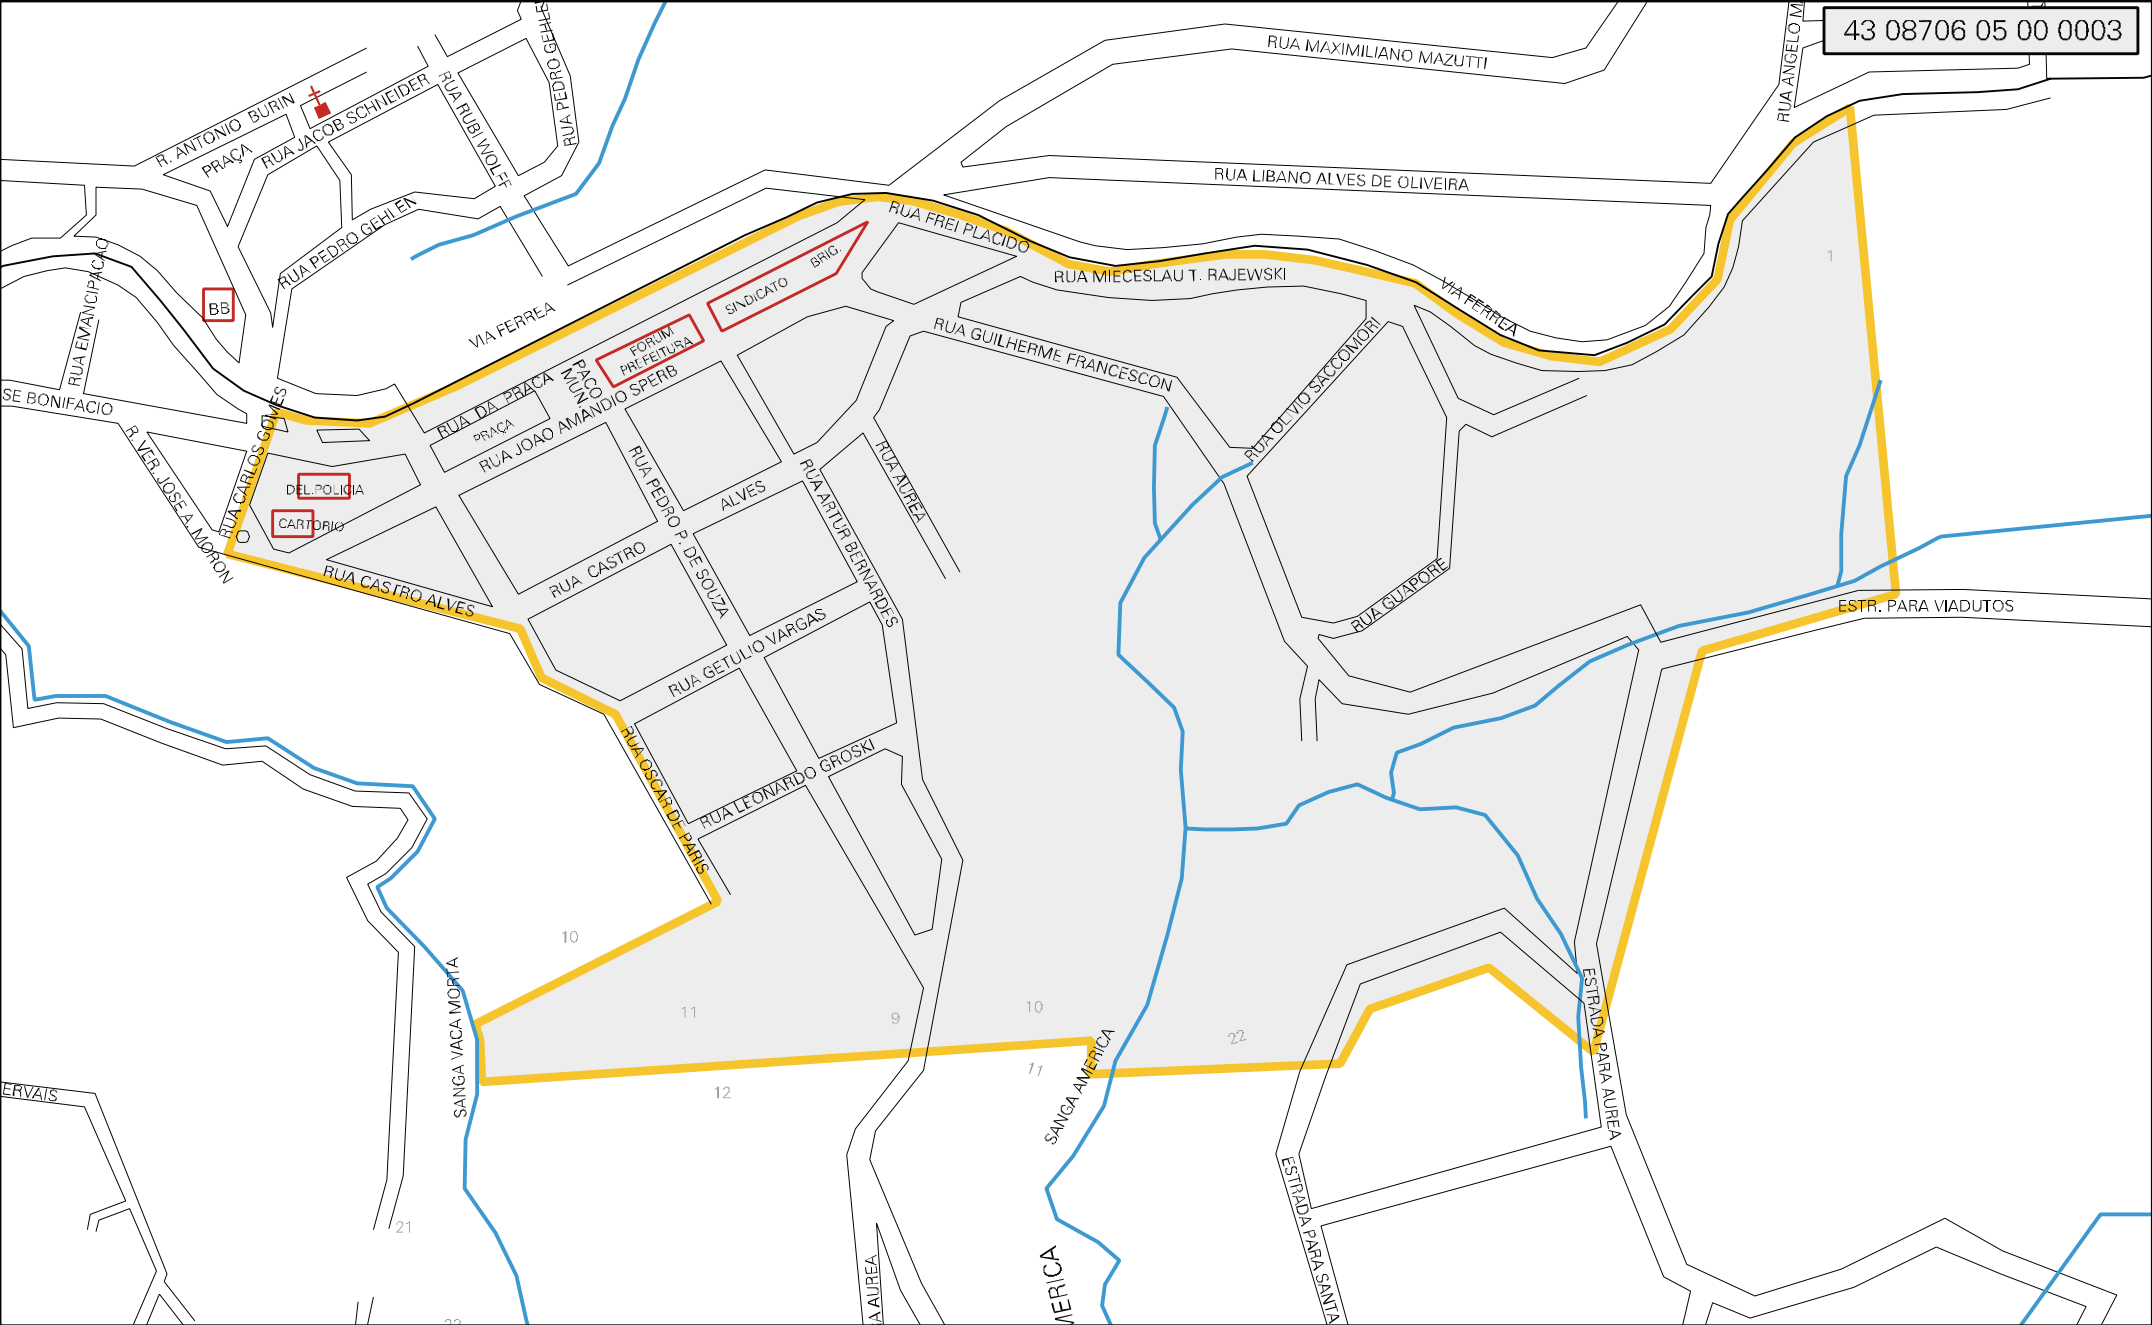 43 08706 05 00 0003
RUA PEDRO GEHLEN
RUA MAXIMILIANO MAZUTTI
RUA ANGELO M
R. ANTONIO BURIN
RUA JACOB SCHNEIDER
RUA RUBI WOLFF
PRAÇA
RUA LIBANO ALVES DE OLIVEIRA
RUA PEDRO GEHLEN
RUA FREI PLACIDO
RUA EMANCIPACAO
BB
VIA FERREA
BRIG.
SINDICATO
RUA MIECESLAU T. RAJEWSKI
VIA FERREA
1
FORUM
PREFEITURA
PACO
MUN
RUA GUILHERME FRANCESCON
RUA OLIVIO SACCOMORI
SE BONIFACIO
RUA DA PRAÇA
PRAÇA
RUA JOAO AMANDIO SPERB
RUA CARLOS GOMES
R. VER. JOSE A. MORON
DEL.POLICIA
CARTORIO
RUA PEDRO P. DE SOUZA
ALVES
RUA CASTRO
RUA ARTUR BERNARDES
RUA AUREA
RUA CASTRO ALVES
RUA GUAPORE
ESTR. PARA VIADUTOS
RUA GETULIO VARGAS
RUA OSCAR DE PARIS
RUA LEONARDO GROSKI
10
11
9
10
22
11
12
SANGA VACA MORTA
SANGA AMERICA
ESTRADA PARA AUREA
ERVAIS
21
ESTRADA PARA SANTA
A AUREA
MERICA